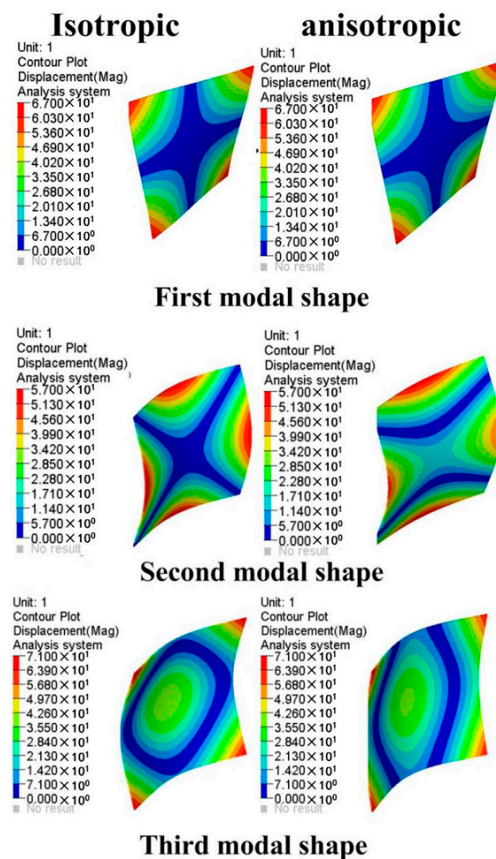 Isotropic
anisotropic
Unit: 1
Contour Plot
Displacement(Mag)
Analysis system
6.700×10¹
6.030×10¹
5.360×10¹
4.690×10¹
4.020×10¹
3.350×10¹
2.680×10¹
2.010×10¹
1.340×10¹
6.700×10⁰
0.000×10⁰
No result
Unit: 1
Contour Plot
Displacement(Mag)
Analysis system
6.700×10¹
6.030×10¹
5.360×10¹
4.690×10¹
4.020×10¹
3.350×10¹
2.680×10¹
2.010×10¹
1.340×10¹
6.700×10⁰
0.000×10⁰
No result
First modal shape
Unit: 1
Contour Plot
Displacement(Mag)
Analysis system
5.700×10¹
5.130×10¹
4.560×10¹
3.990×10¹
3.420×10¹
2.850×10¹
2.280×10¹
1.710×10¹
1.140×10¹
5.700×10⁰
0.000×10⁰
No result
Unit: 1
Contour Plot
Displacement(Mag)
Analysis system
5.700×10¹
5.130×10¹
4.560×10¹
3.990×10¹
3.420×10¹
2.850×10¹
2.280×10¹
1.710×10¹
1.140×10¹
5.700×10⁰
0.000×10⁰
No result
Second modal shape
Unit: 1
Contour Plot
Displacement(Mag)
Analysis system
7.100×10¹
6.390×10¹
5.680×10¹
4.970×10¹
4.260×10¹
3.550×10¹
2.840×10¹
2.130×10¹
1.420×10¹
7.100×10⁰
0.000×10⁰
No result
Unit: 1
Contour Plot
Displacement(Mag)
Analysis system
7.100×10¹
6.390×10¹
5.680×10¹
4.970×10¹
4.260×10¹
3.550×10¹
2.840×10¹
2.130×10¹
1.420×10¹
7.100×10⁰
0.000×10⁰
No result
Third modal shape